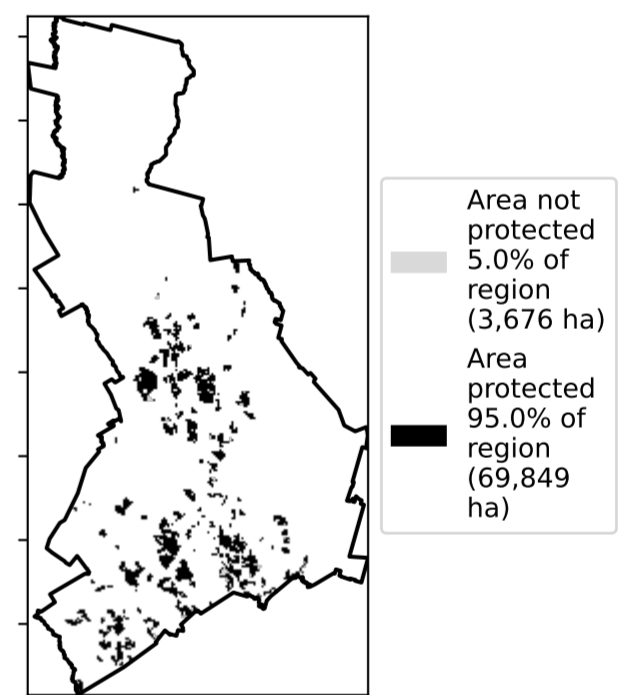 Area not
protected
5.0% of
region
(3,676 ha)
Area
protected
95.0% of
region
(69,849
ha)